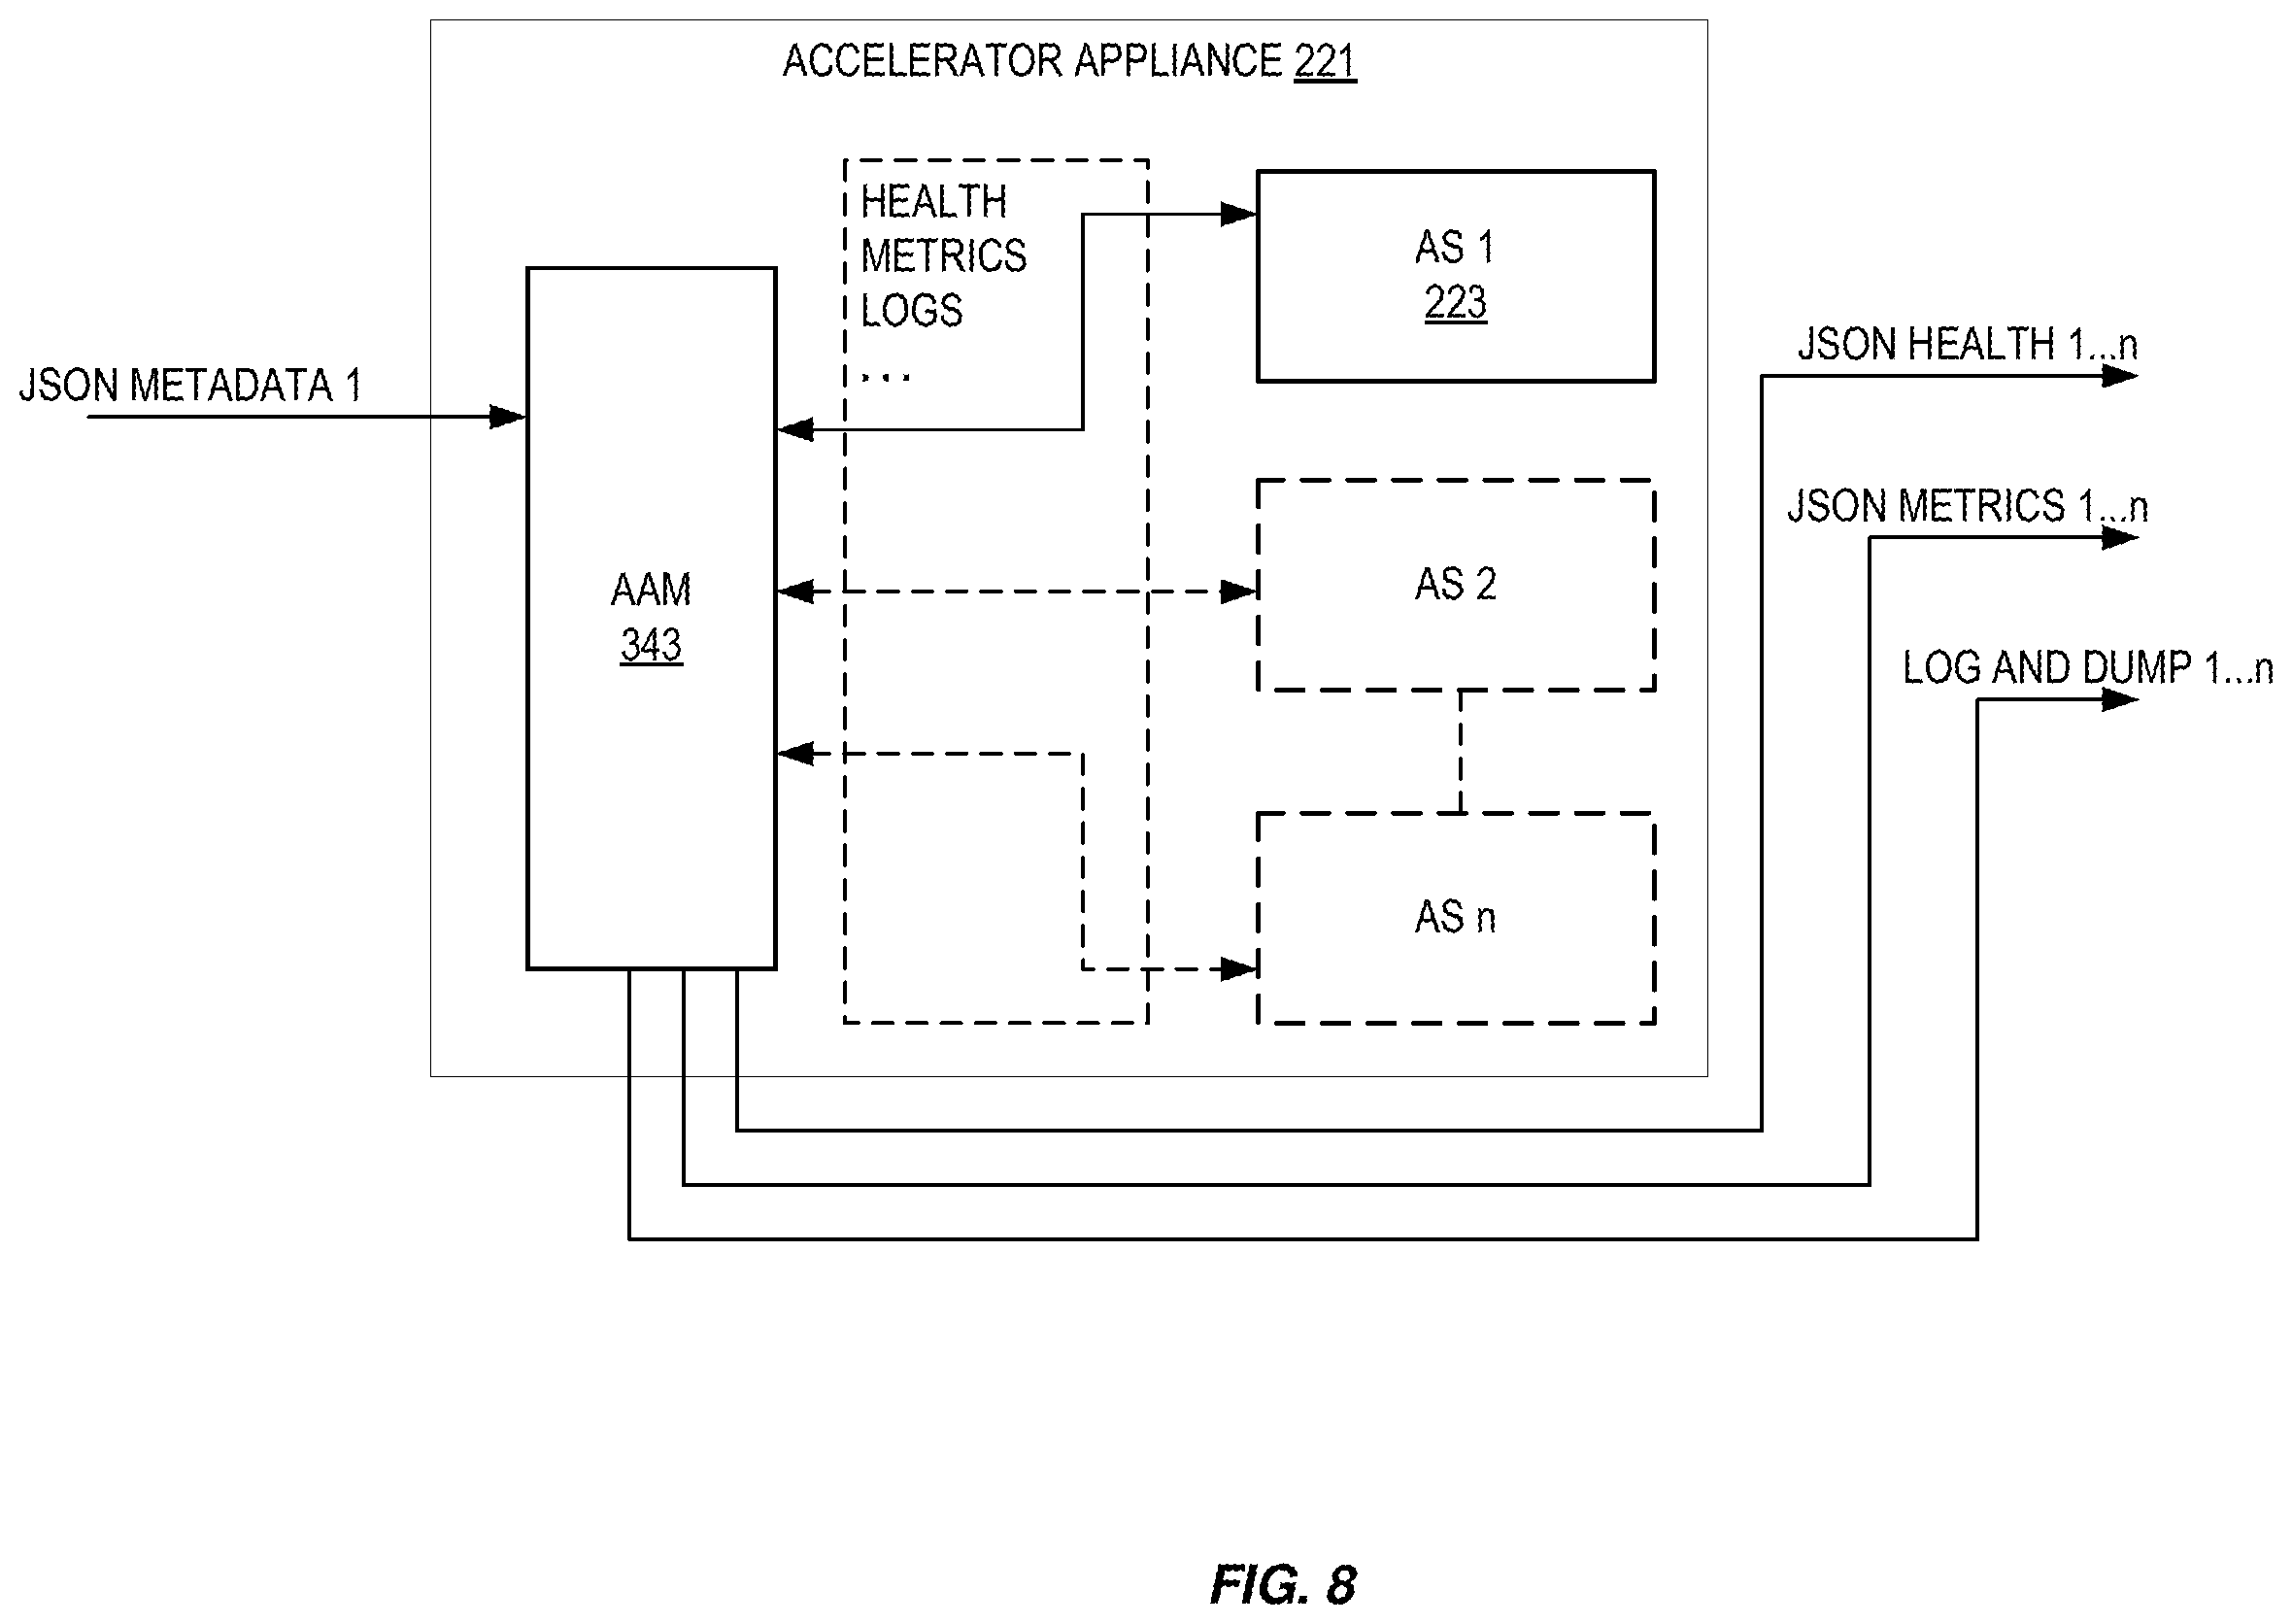 ACCELERATOR APPLIANCE 221
HEALTH
METRICS
LOGS
...
AS 1
223
JSON METADATA 1
JSON HEALTH 1...n
JSON METRICS 1...n
AAM
343
AS 2
LOG AND DUMP 1...n
AS n
FIG. 8